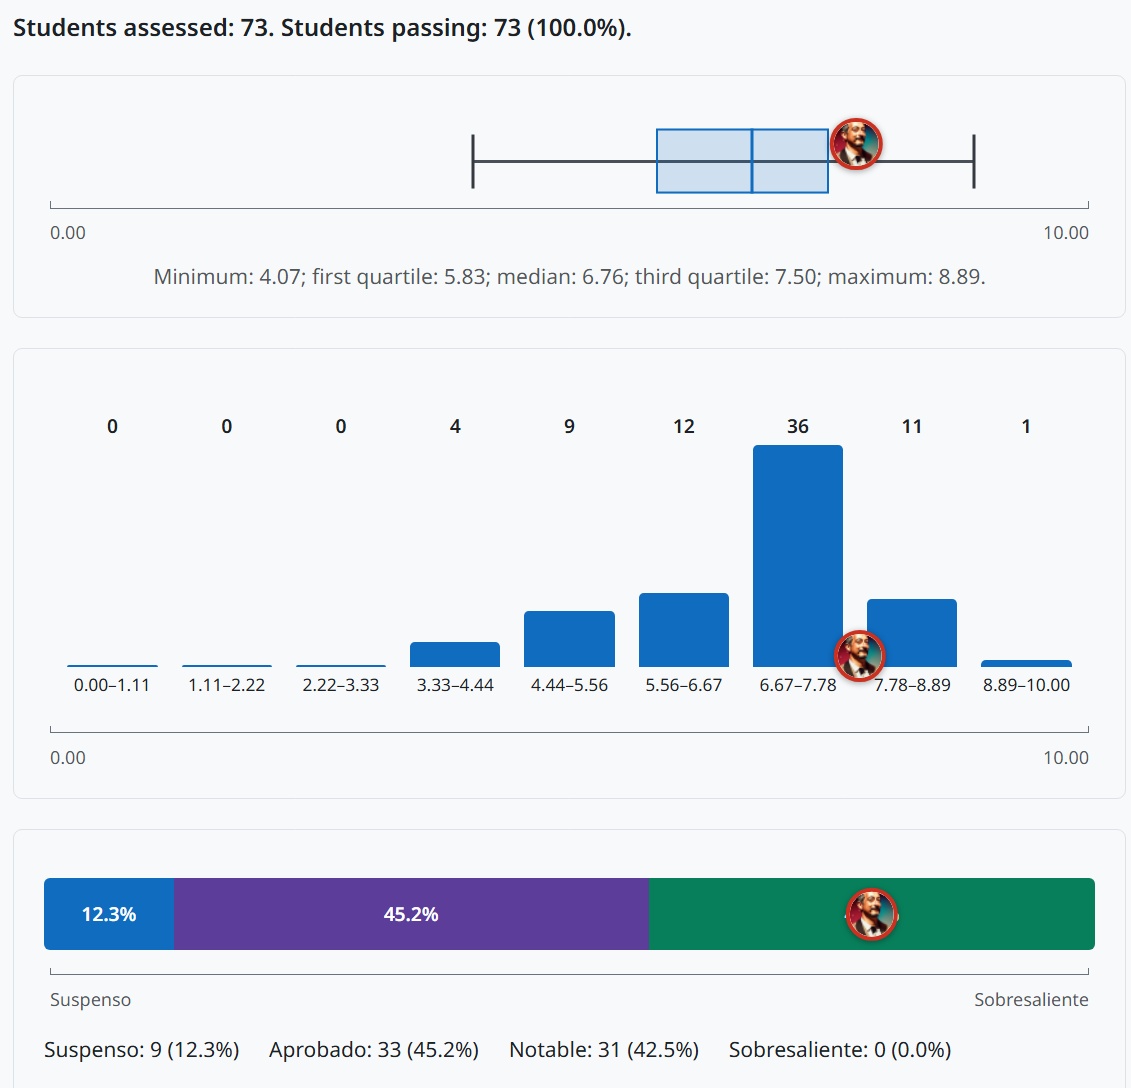 Students assessed: 73. Students passing: 73 (100.0%).
0.00 10.00
Minimum: 4.07; first quartile: 5.83; median: 6.76; third quartile: 7.50; maximum: 8.89.
0 0 0 4 9 12 36 11 1
0.00–1.11 1.11–2.22 2.22–3.33 3.33–4.44 4.44–5.56 5.56–6.67 6.67–7.78 7.78–8.89 8.89–10.00
0.00 10.00
12.3% 45.2%
Suspenso Sobresaliente
Suspenso: 9 (12.3%) Aprobado: 33 (45.2%) Notable: 31 (42.5%) Sobresaliente: 0 (0.0%)